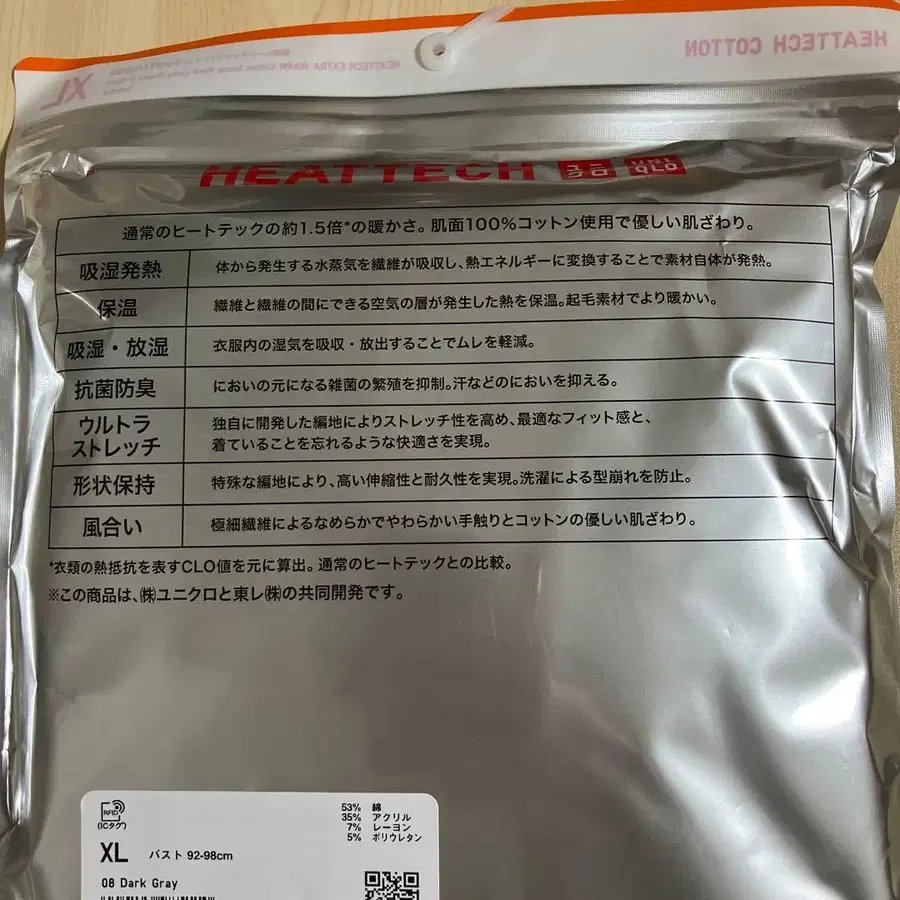 HEATTECH COTTON
HEATTECH EXTRA WARM Cotton
XL
HEATTECH ユニクロ UNIQLO
通常のヒートテックの約1.5倍*の暖かさ。肌面100%コットン使用で優しい肌ざわり。
吸湿発熱 体から発生する水蒸気を繊維が吸収し、熱エネルギーに変換することで素材自体が発熱。
保温 繊維と繊維の間にできる空気の層が発生した熱を保温。起毛素材でより暖かい。
吸湿・放湿 衣服内の湿気を吸収・放出することでムレを軽減。
抗菌防臭 においの元になる雑菌の繁殖を抑制。汗などのにおいを抑える。
ウルトラストレッチ 独自に開発した編地によりストレッチ性を高め、最適なフィット感と、
着ていることを忘れるような快適さを実現。
形状保持 特殊な編地により、高い伸縮性と耐久性を実現。洗濯による型崩れを防止。
風合い 極細繊維によるなめらかでやわらかい手触りとコットンの優しい肌ざわり。
*衣類の熱抵抗を表すCLO値を元に算出。通常のヒートテックとの比較。
※この商品は、㈱ユニクロと東レ㈱の共同開発です。
RFID
(ICタグ)
53% 綿
35% アクリル
7% レーヨン
5% ポリウレタン
XL バスト 92-98cm
08 Dark Gray